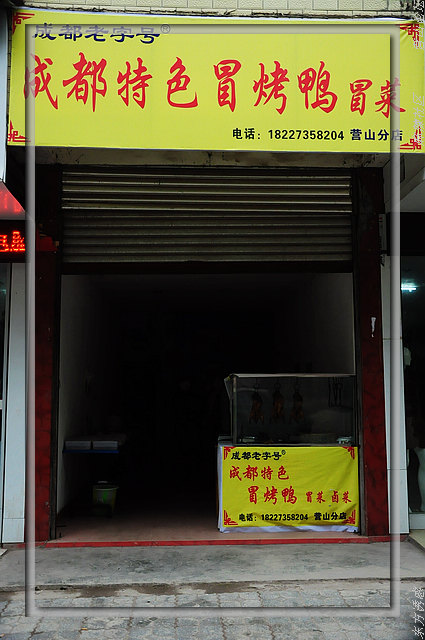 成都老字号®
成都特色冒烤鸭冒菜
电话：18227358204 营山分店
成都老字号®
成都特色
冒烤鸭 冒菜 卤菜
电话：18227358204 营山分店